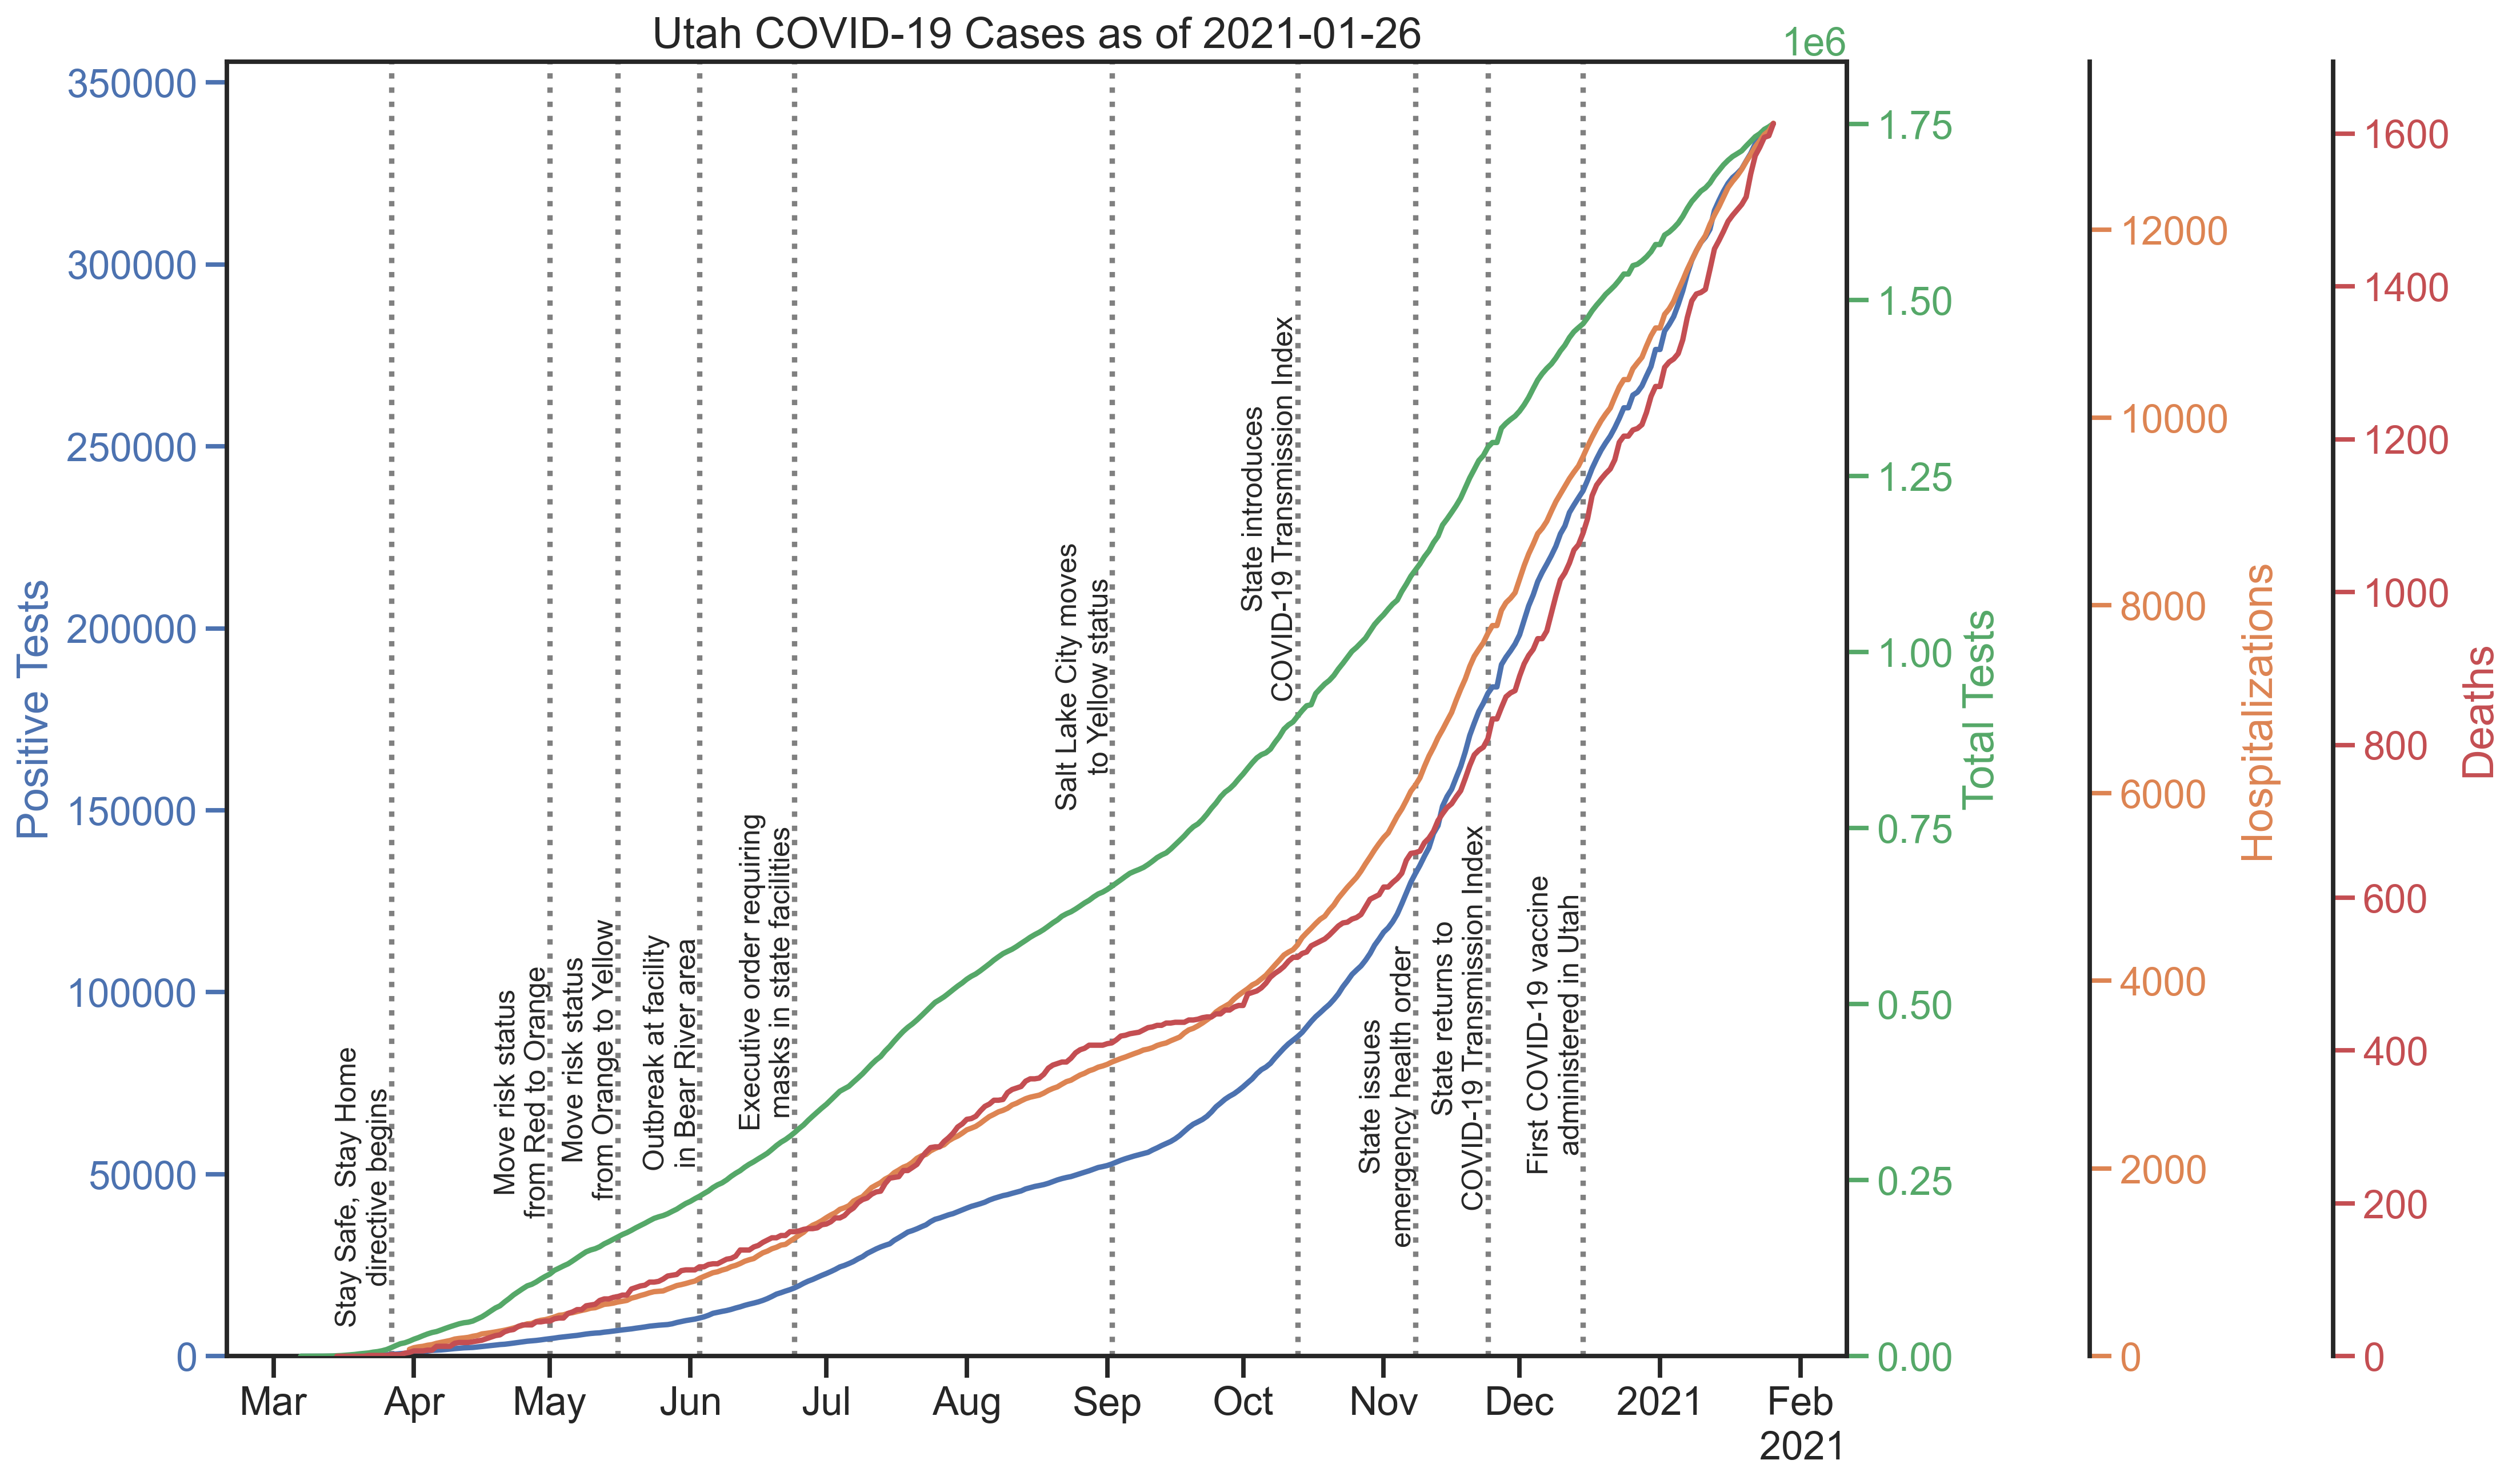 Utah COVID-19 Cases as of 2021-01-26
1e6
Positive Tests
350000
300000
250000
200000
150000
100000
50000
0
Stay Safe, Stay Home
directive begins
Move risk status
from Red to Orange
Move risk status
from Orange to Yellow
Outbreak at facility
in Bear River area
Executive order requiring
masks in state facilities
Salt Lake City moves
to Yellow status
State introduces
COVID-19 Transmission Index
State issues
emergency health order
State returns to
COVID-19 Transmission Index
First COVID-19 vaccine
administered in Utah
1.75
1.50
1.25
1.00
0.75
0.50
0.25
0.00
Total Tests
12000
10000
8000
6000
4000
2000
0
Hospitalizations
1600
1400
1200
1000
800
600
400
200
0
Deaths
Mar Apr May Jun Jul Aug Sep Oct Nov Dec 2021 Feb
2021